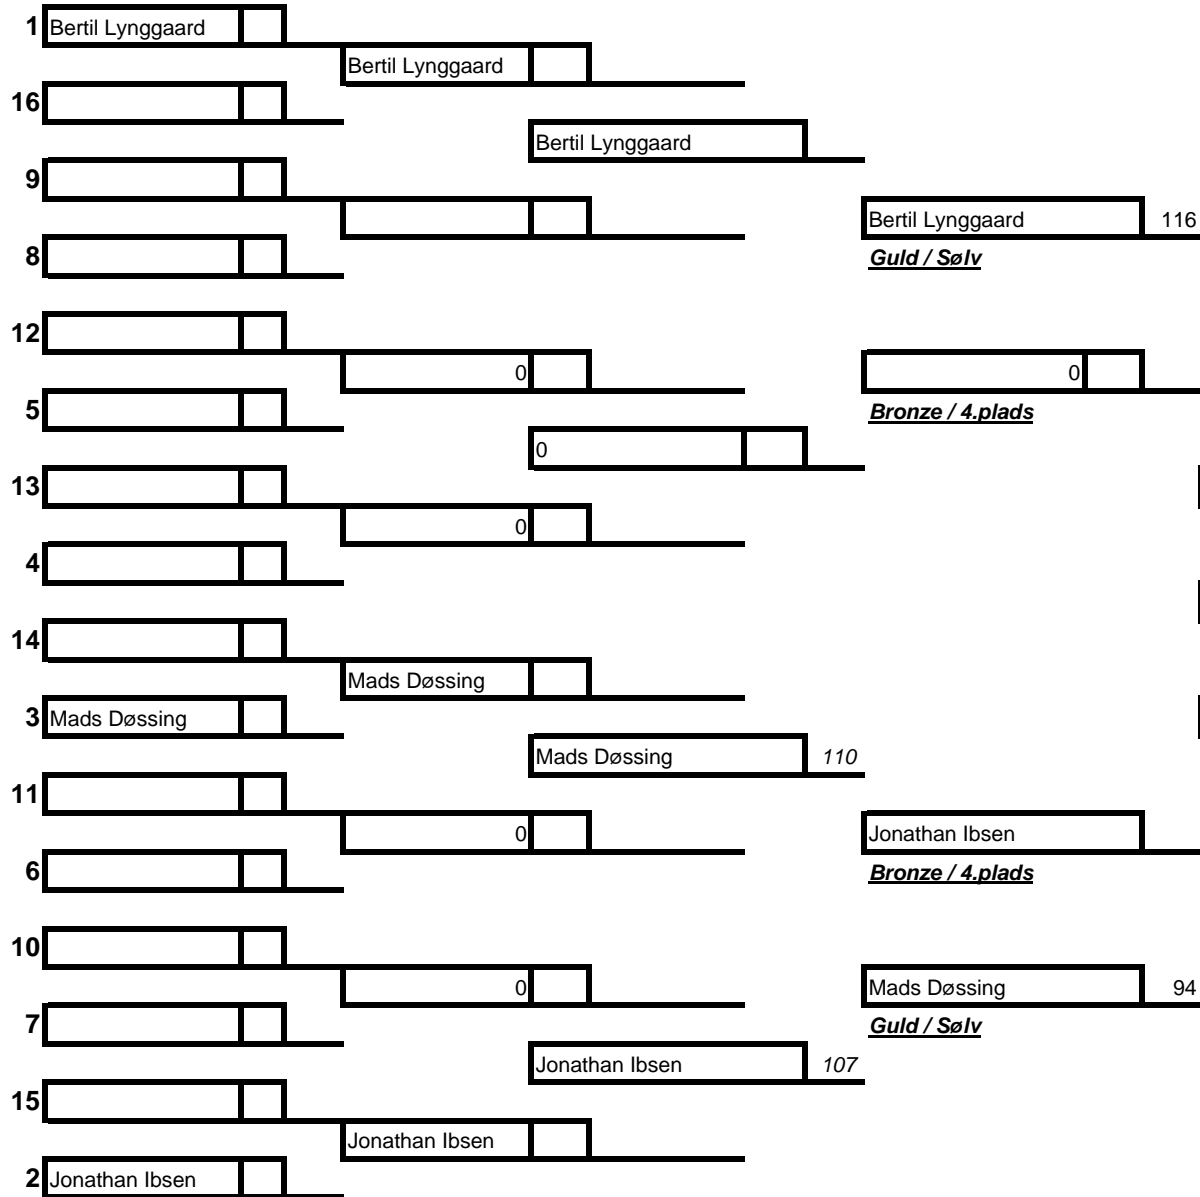 1 Bertil Lynggaard
Bertil Lynggaard
16
Bertil Lynggaard
9
Bertil Lynggaard 116
8
Guld / Sølv
12
0
0
5
Bronze / 4.plads
0
13
0
4
14
Mads Døssing
3 Mads Døssing
Mads Døssing 110
11
0
Jonathan Ibsen
6
Bronze / 4.plads
10
0
Mads Døssing 94
7
Guld / Sølv
Jonathan Ibsen 107
15
Jonathan Ibsen
2 Jonathan Ibsen